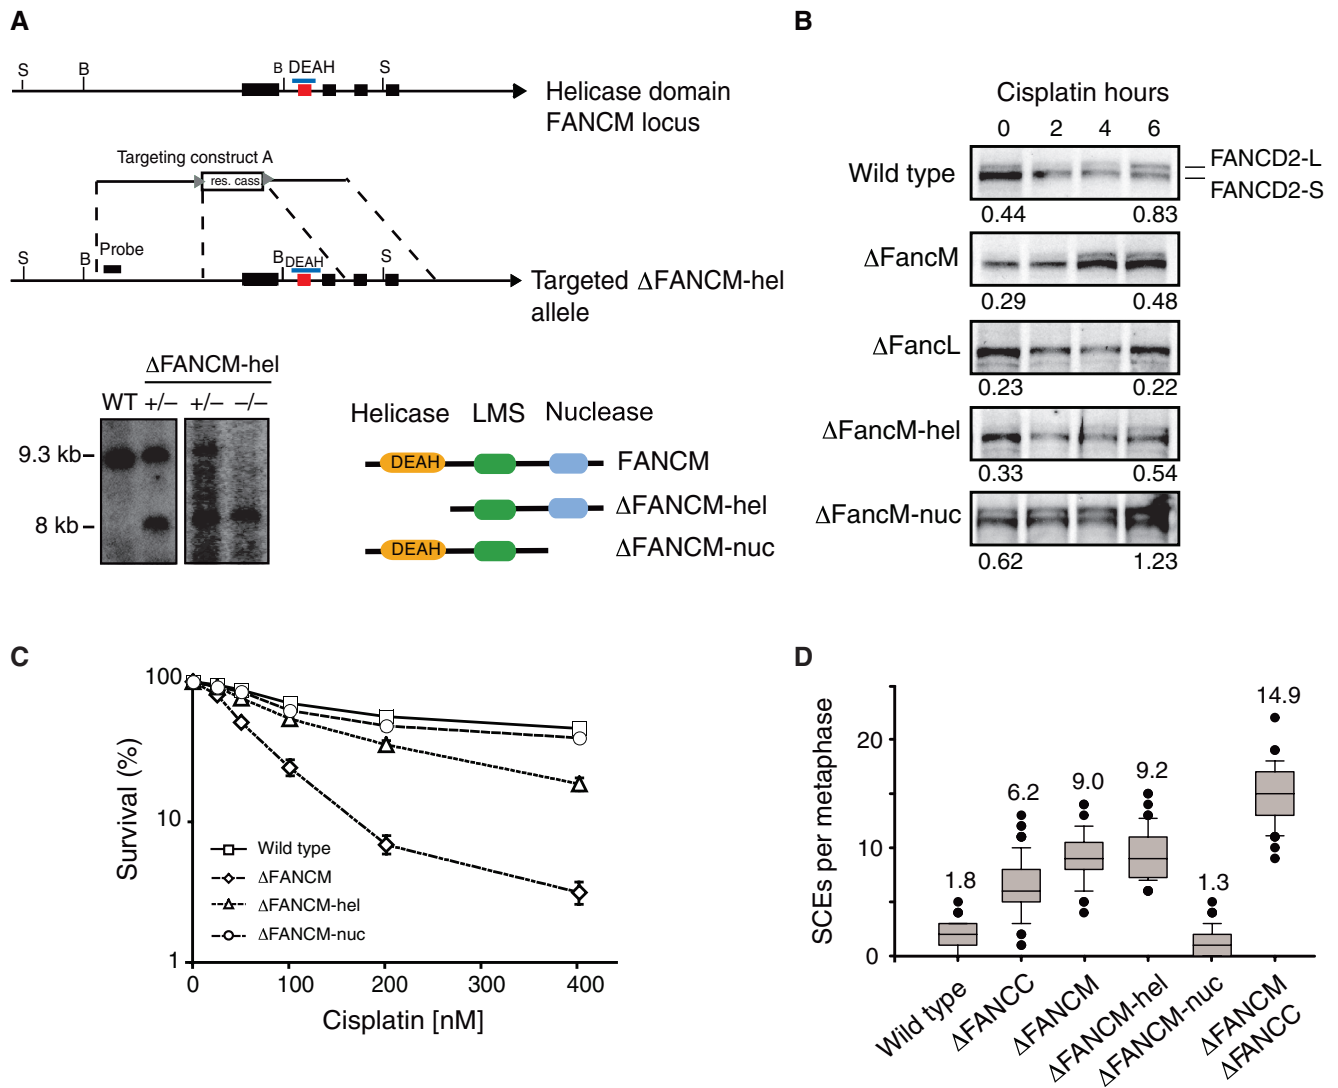 A
S B B DEAH S
Helicase domain
FANCM locus
Targeting construct A
res. cass.
Probe
S B B DEAH S
Targeted ΔFANCM-hel
allele
ΔFANCM-hel
WT +/– +/– –/–
9.3 kb
8 kb
Helicase LMS Nuclease
DEAH FANCM
ΔFANCM-hel
DEAH ΔFANCM-nuc
B
Cisplatin hours
0 2 4 6
Wild type
FANCD2-L
FANCD2-S
0.44 0.83
ΔFancM
0.29 0.48
ΔFancL
0.23 0.22
ΔFancM-hel
0.33 0.54
ΔFancM-nuc
0.62 1.23
C
Survival (%)
100
10
1
Wild type
ΔFANCM
ΔFANCM-hel
ΔFANCM-nuc
0 100 200 300 400
Cisplatin [nM]
D
SCEs per metaphase
20
10
0
1.8
6.2
9.0
9.2
1.3
14.9
Wild type
ΔFANCC
ΔFANCM
ΔFANCM-hel
ΔFANCM-nuc
ΔFANCM
ΔFANCC